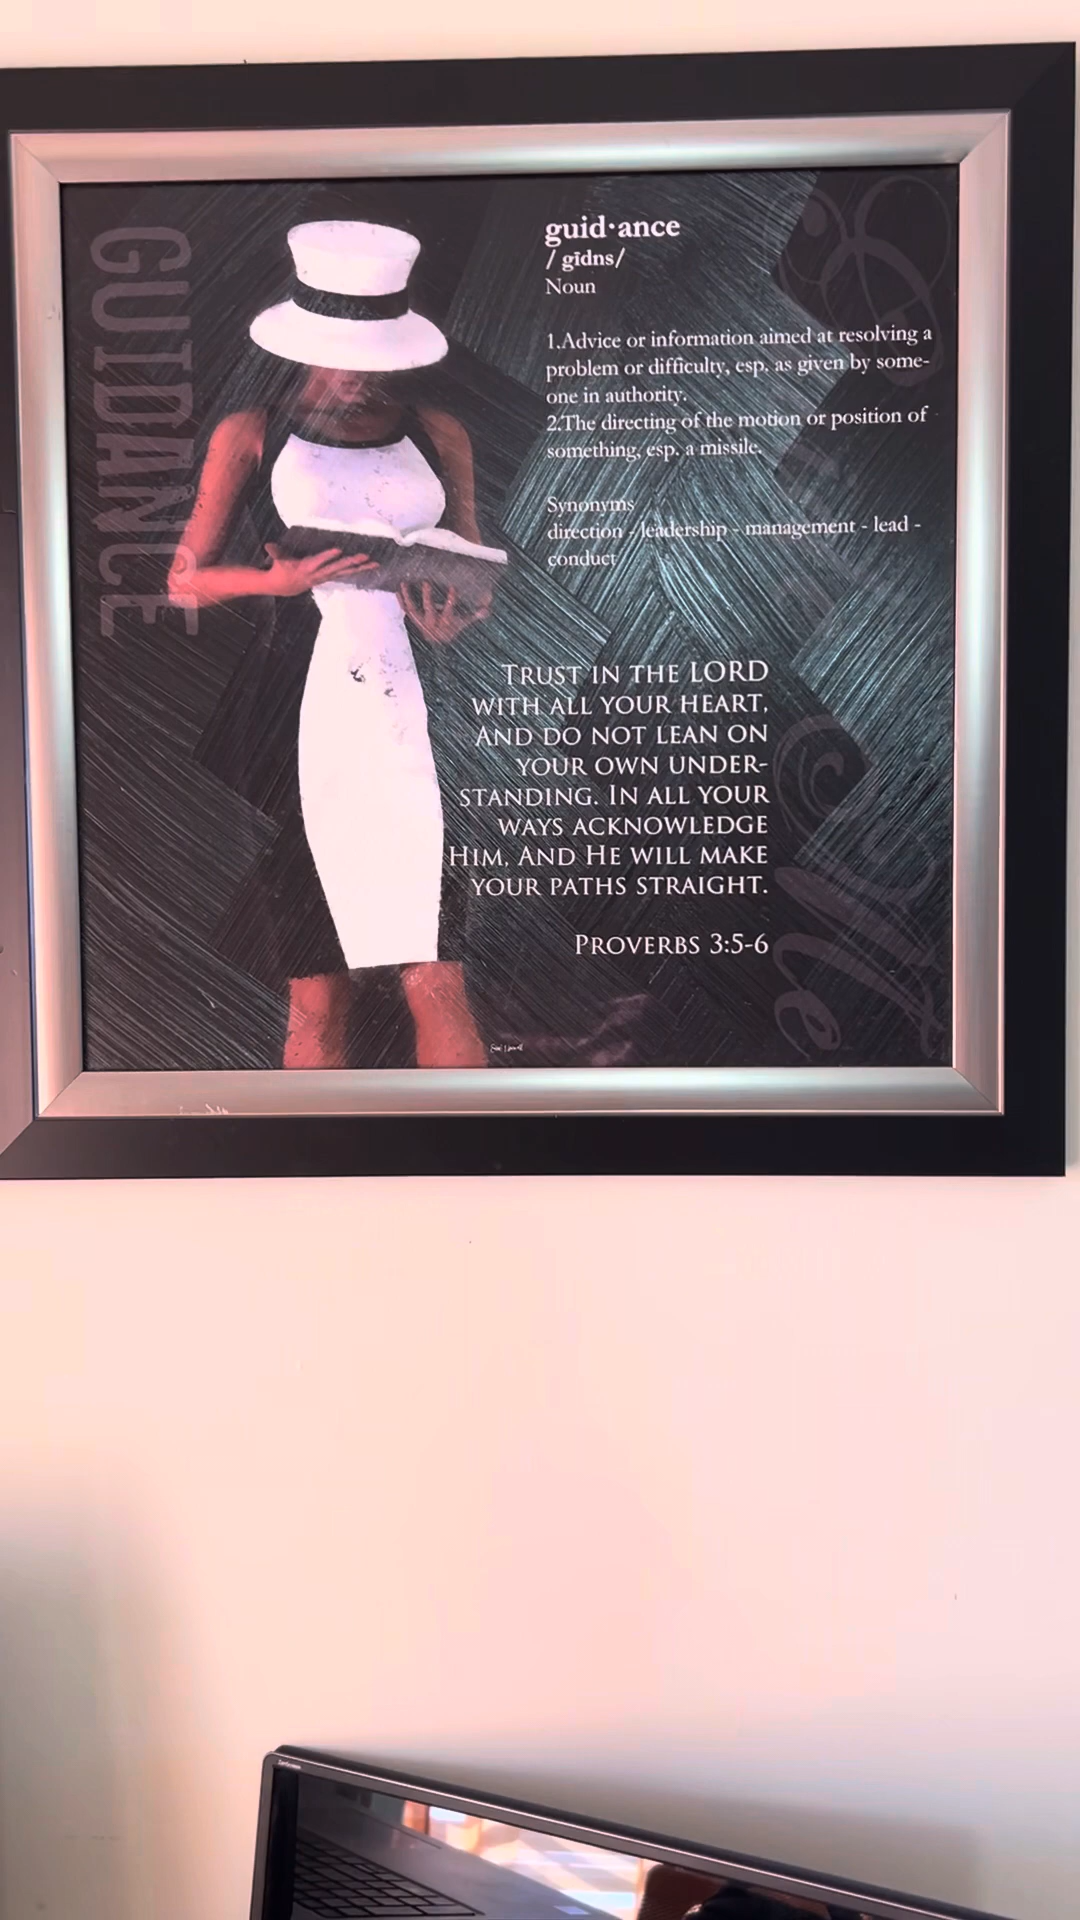 GUIDANCE
guid·ance
/ gīdns/
Noun
1.Advice or information aimed at resolving a
problem or difficulty, esp. as given by some-
one in authority.
2.The directing of the motion or position of
something, esp. a missile.
Synonyms
direction - leadership - management - lead -
conduct
TRUST IN THE LORD
WITH ALL YOUR HEART,
AND DO NOT LEAN ON
YOUR OWN UNDER-
STANDING. IN ALL YOUR
WAYS ACKNOWLEDGE
HIM, AND HE WILL MAKE
YOUR PATHS STRAIGHT.
PROVERBS 3:5-6